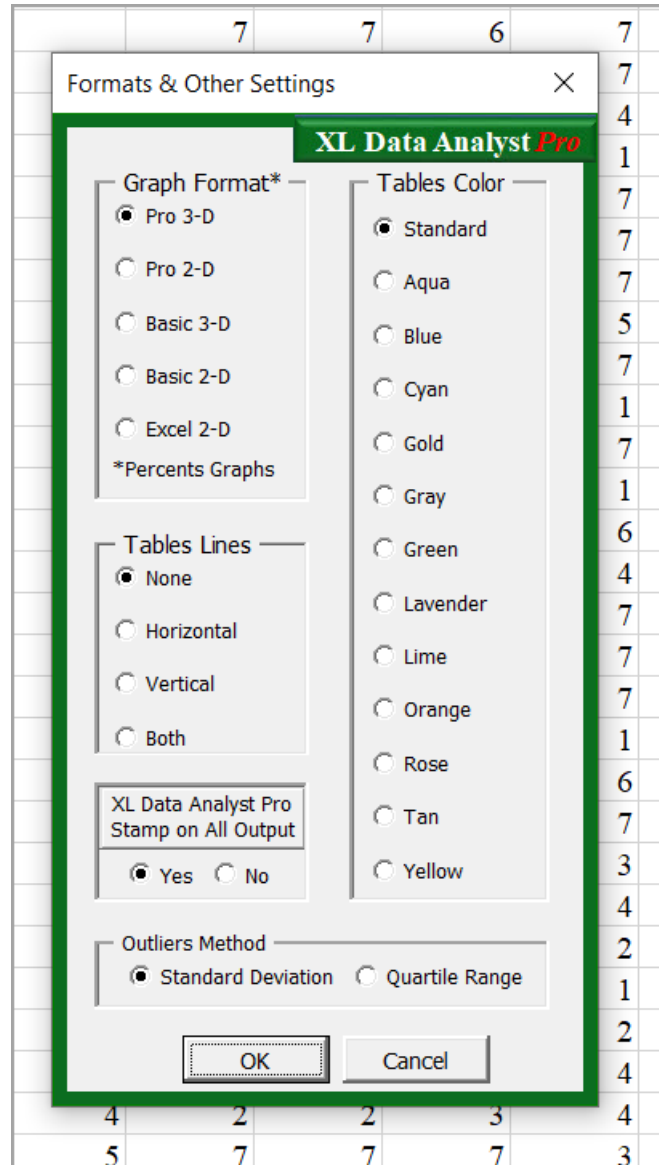 7 7 6 7
Formats & Other Settings
7
4
XL Data Analyst Pro
1
Graph Format*
Pro 3-D
Pro 2-D
Basic 3-D
Basic 2-D
Excel 2-D
*Percents Graphs
Tables Lines
None
Horizontal
Vertical
Both
XL Data Analyst Pro
Stamp on All Output
Yes No
Tables Color
Standard
Aqua
Blue
Cyan
Gold
Gray
Green
Lavender
Lime
Orange
Rose
Tan
Yellow
7
7
7
5
7
1
7
1
6
4
7
7
7
1
6
7
3
4
2
1
2
4
Outliers Method
Standard Deviation Quartile Range
OK Cancel
4 2 2 3 4
5 7 7 7 3